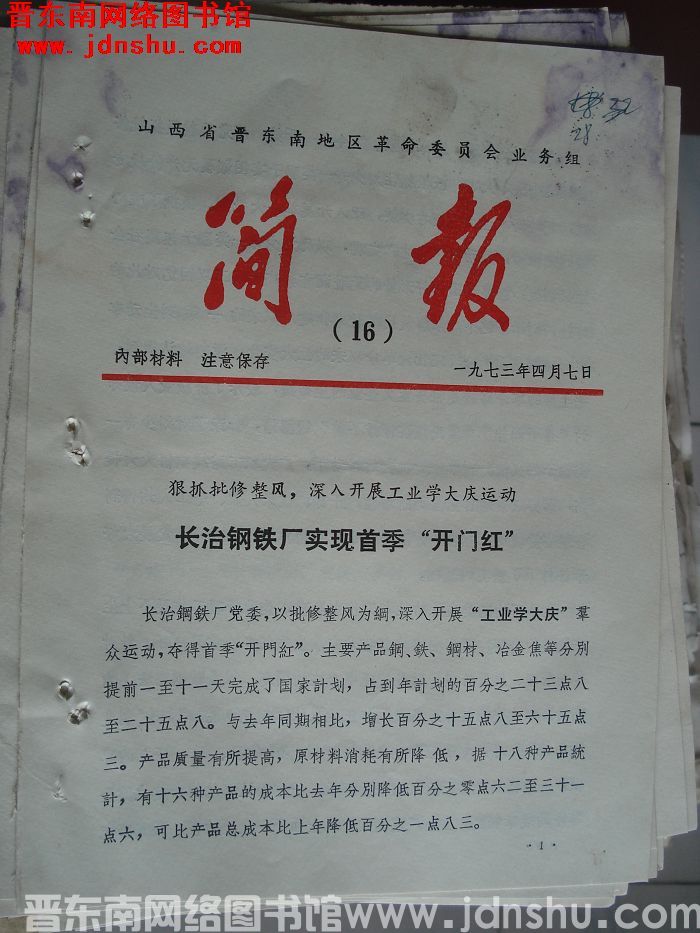 晋东南网络图书馆
www.jdnshu.com
山西省晋东南地区革命委员会业务组
简报
(16)
內部材料 注意保存
一九七三年四月七日
狠抓批修整风，深入开展工业学大庆运动
长治钢铁厂实现首季“开门红”
长治鋼鉄厂党委，以批修整风为綱，深入开展“工业学大庆”羣
众运动，夺得首季“开門紅”。主要产品鋼、鉄、鋼材、冶金焦等分別
提前一至十一天完成了国家計划，占到年計划的百分之二十三点八
至二十五点八。与去年同期相比，增长百分之十五点八至六十五点
三。产品质量有所提高，原材料消耗有所降低，据十八种产品統
計，有十六种产品的成本比去年分別降低百分之零点六二至三十一
点六，可比产品总成本比上年降低百分之一点八三。
·1·
晋东南网络图书馆www.jdnshu.com